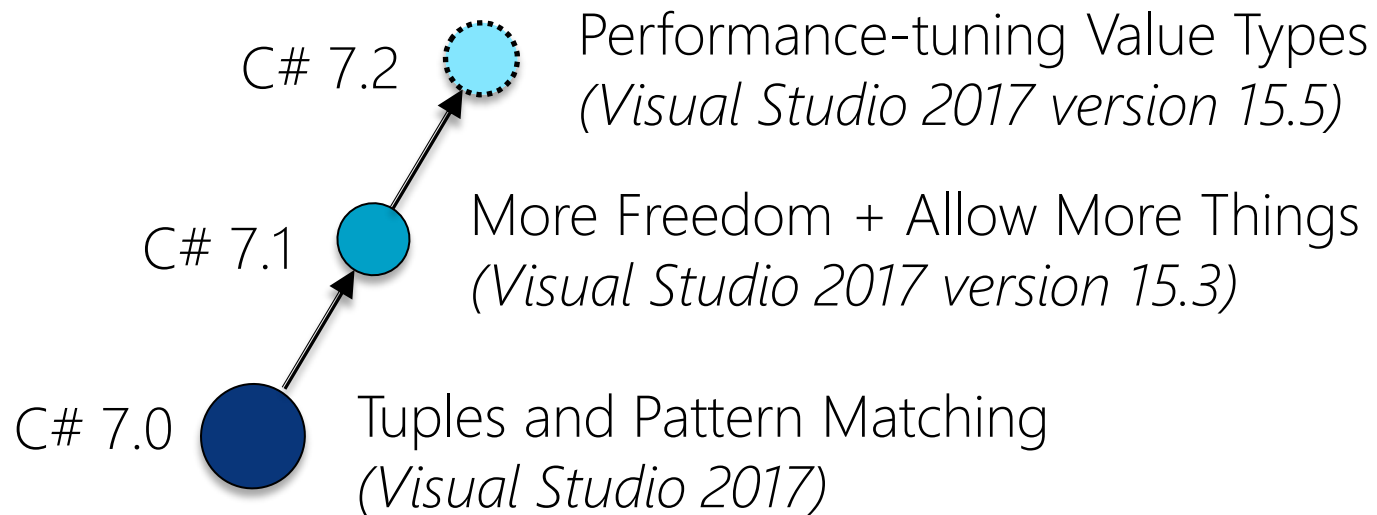 C# 7.2
Performance-tuning Value Types
(Visual Studio 2017 version 15.5)
C# 7.1
More Freedom + Allow More Things
(Visual Studio 2017 version 15.3)
C# 7.0
Tuples and Pattern Matching
(Visual Studio 2017)